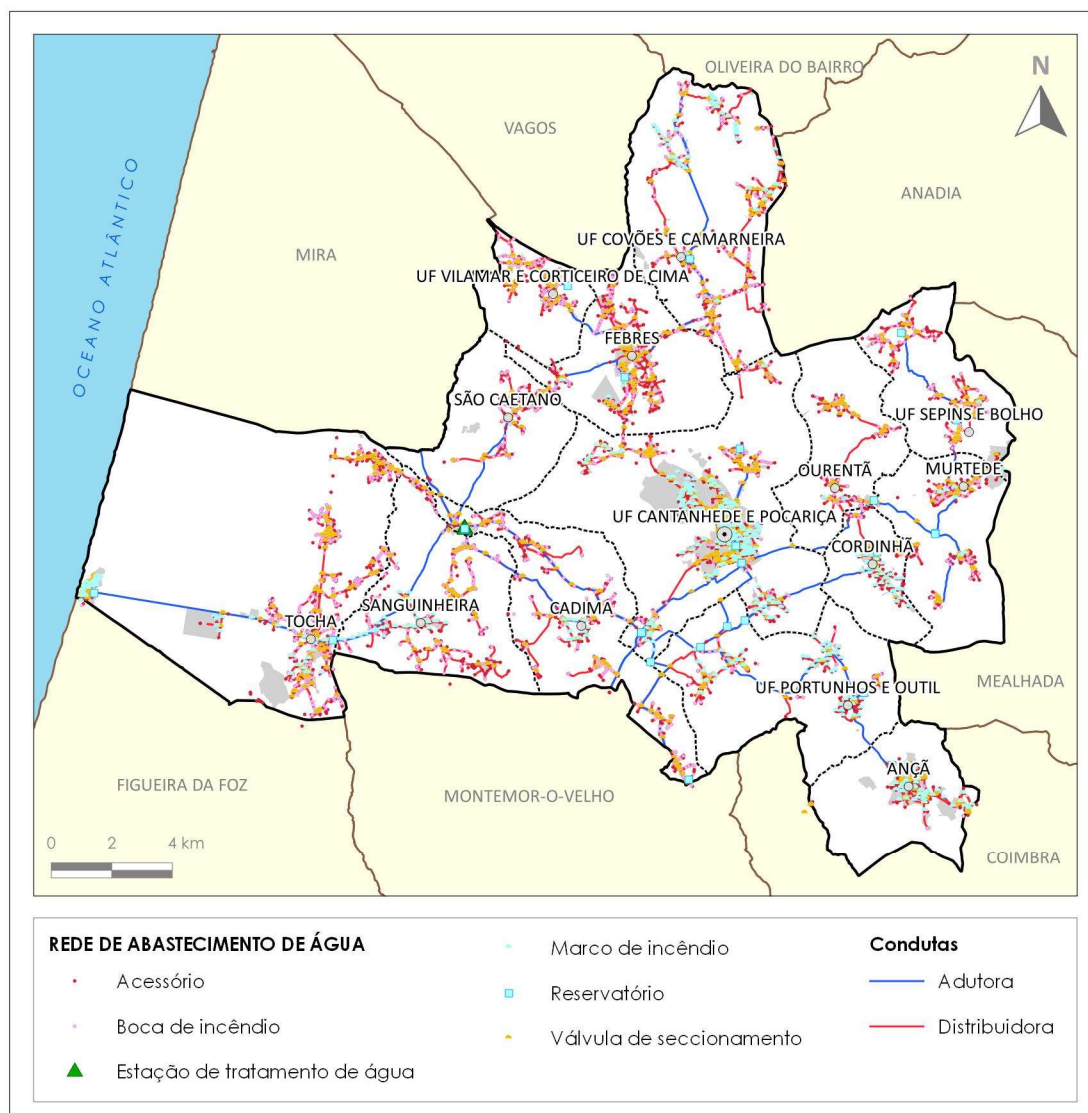 OLIVEIRA DO BAIRRO
N
VAGOS
ANADIA
OCEANO ATLÂNTICO
MIRA
UF COVÕES E CAMARNEIRA
UF VILAMAR E CORTICEIRO DE CIMA
FEBRES
SÃO CAETANO
UF SEPINS E BOLHO
OURENTÃ
MURTEDE
UF CANTANHEDE E POCARIÇA
CORDINHÃ
TOCHA
SANGUINHEIRA
CADIMA
MEALHADA
UF PORTUNHOS E OUTIL
ANÇÃ
FIGUEIRA DA FOZ
MONTEMOR-O-VELHO
COIMBRA
0 2 4 km
REDE DE ABASTECIMENTO DE ÁGUA
Acessório
Boca de incêndio
Estação de tratamento de água
Marco de incêndio
Reservatório
Válvula de seccionamento
Condutas
Adutora
Distribuidora